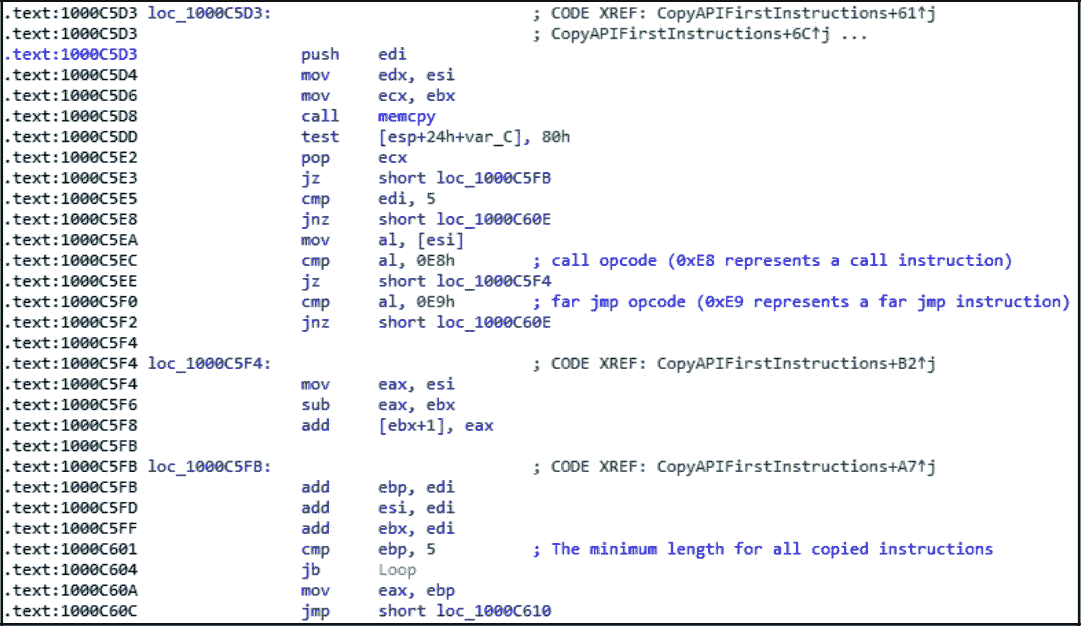 .text:1000C5D3 loc_1000C5D3: ; CODE XREF: CopyAPIFirstInstructions+61↑j
.text:1000C5D3 ; CopyAPIFirstInstructions+6C↑j ...
.text:1000C5D3 push edi
.text:1000C5D4 mov edx, esi
.text:1000C5D6 mov ecx, ebx
.text:1000C5D8 call memcpy
.text:1000C5DD test [esp+24h+var_C], 80h
.text:1000C5E2 pop ecx
.text:1000C5E3 jz short loc_1000C5FB
.text:1000C5E5 cmp edi, 5
.text:1000C5E8 jnz short loc_1000C60E
.text:1000C5EA mov al, [esi]
.text:1000C5EC cmp al, 0E8h ; call opcode (0xE8 represents a call instruction)
.text:1000C5EE jz short loc_1000C5F4
.text:1000C5F0 cmp al, 0E9h ; far jmp opcode (0xE9 represents a far jmp instruction)
.text:1000C5F2 jnz short loc_1000C60E
.text:1000C5F4
.text:1000C5F4 loc_1000C5F4: ; CODE XREF: CopyAPIFirstInstructions+B2↑j
.text:1000C5F4 mov eax, esi
.text:1000C5F6 sub eax, ebx
.text:1000C5F8 add [ebx+1], eax
.text:1000C5FB
.text:1000C5FB loc_1000C5FB: ; CODE XREF: CopyAPIFirstInstructions+A7↑j
.text:1000C5FB add ebp, edi
.text:1000C5FD add esi, edi
.text:1000C5FF add ebx, edi
.text:1000C601 cmp ebp, 5 ; The minimum length for all copied instructions
.text:1000C604 jb Loop
.text:1000C60A mov eax, ebp
.text:1000C60C jmp short loc_1000C610